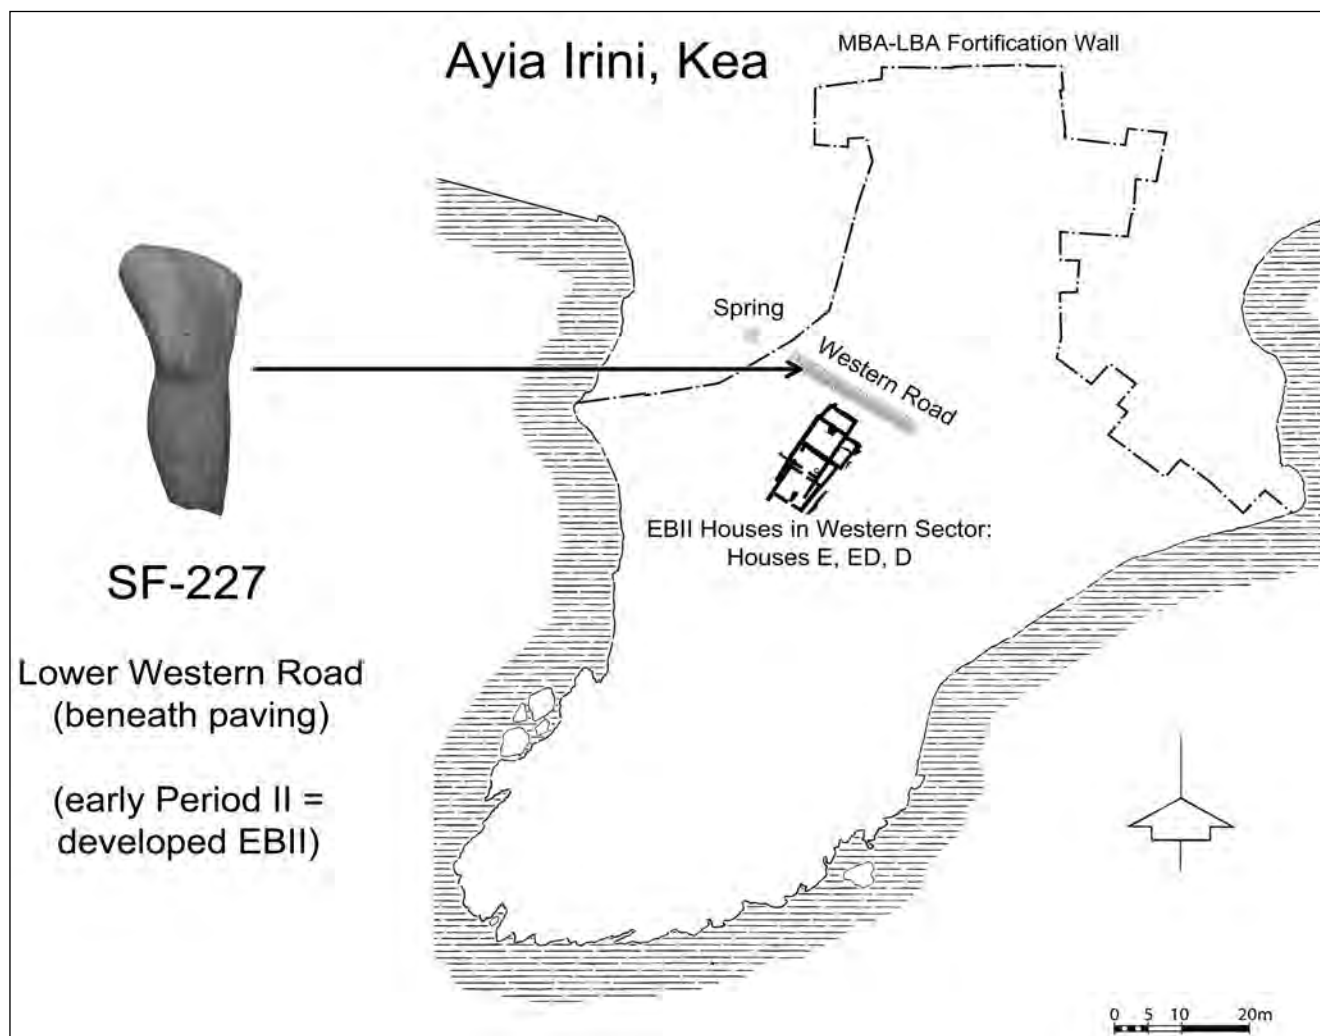 Ayia Irini, Kea
MBA-LBA Fortification Wall
Spring
Western Road
EBII Houses in Western Sector:
Houses E, ED, D
SF-227
Lower Western Road
(beneath paving)
(early Period II =
developed EBII)
0 5 10 20m